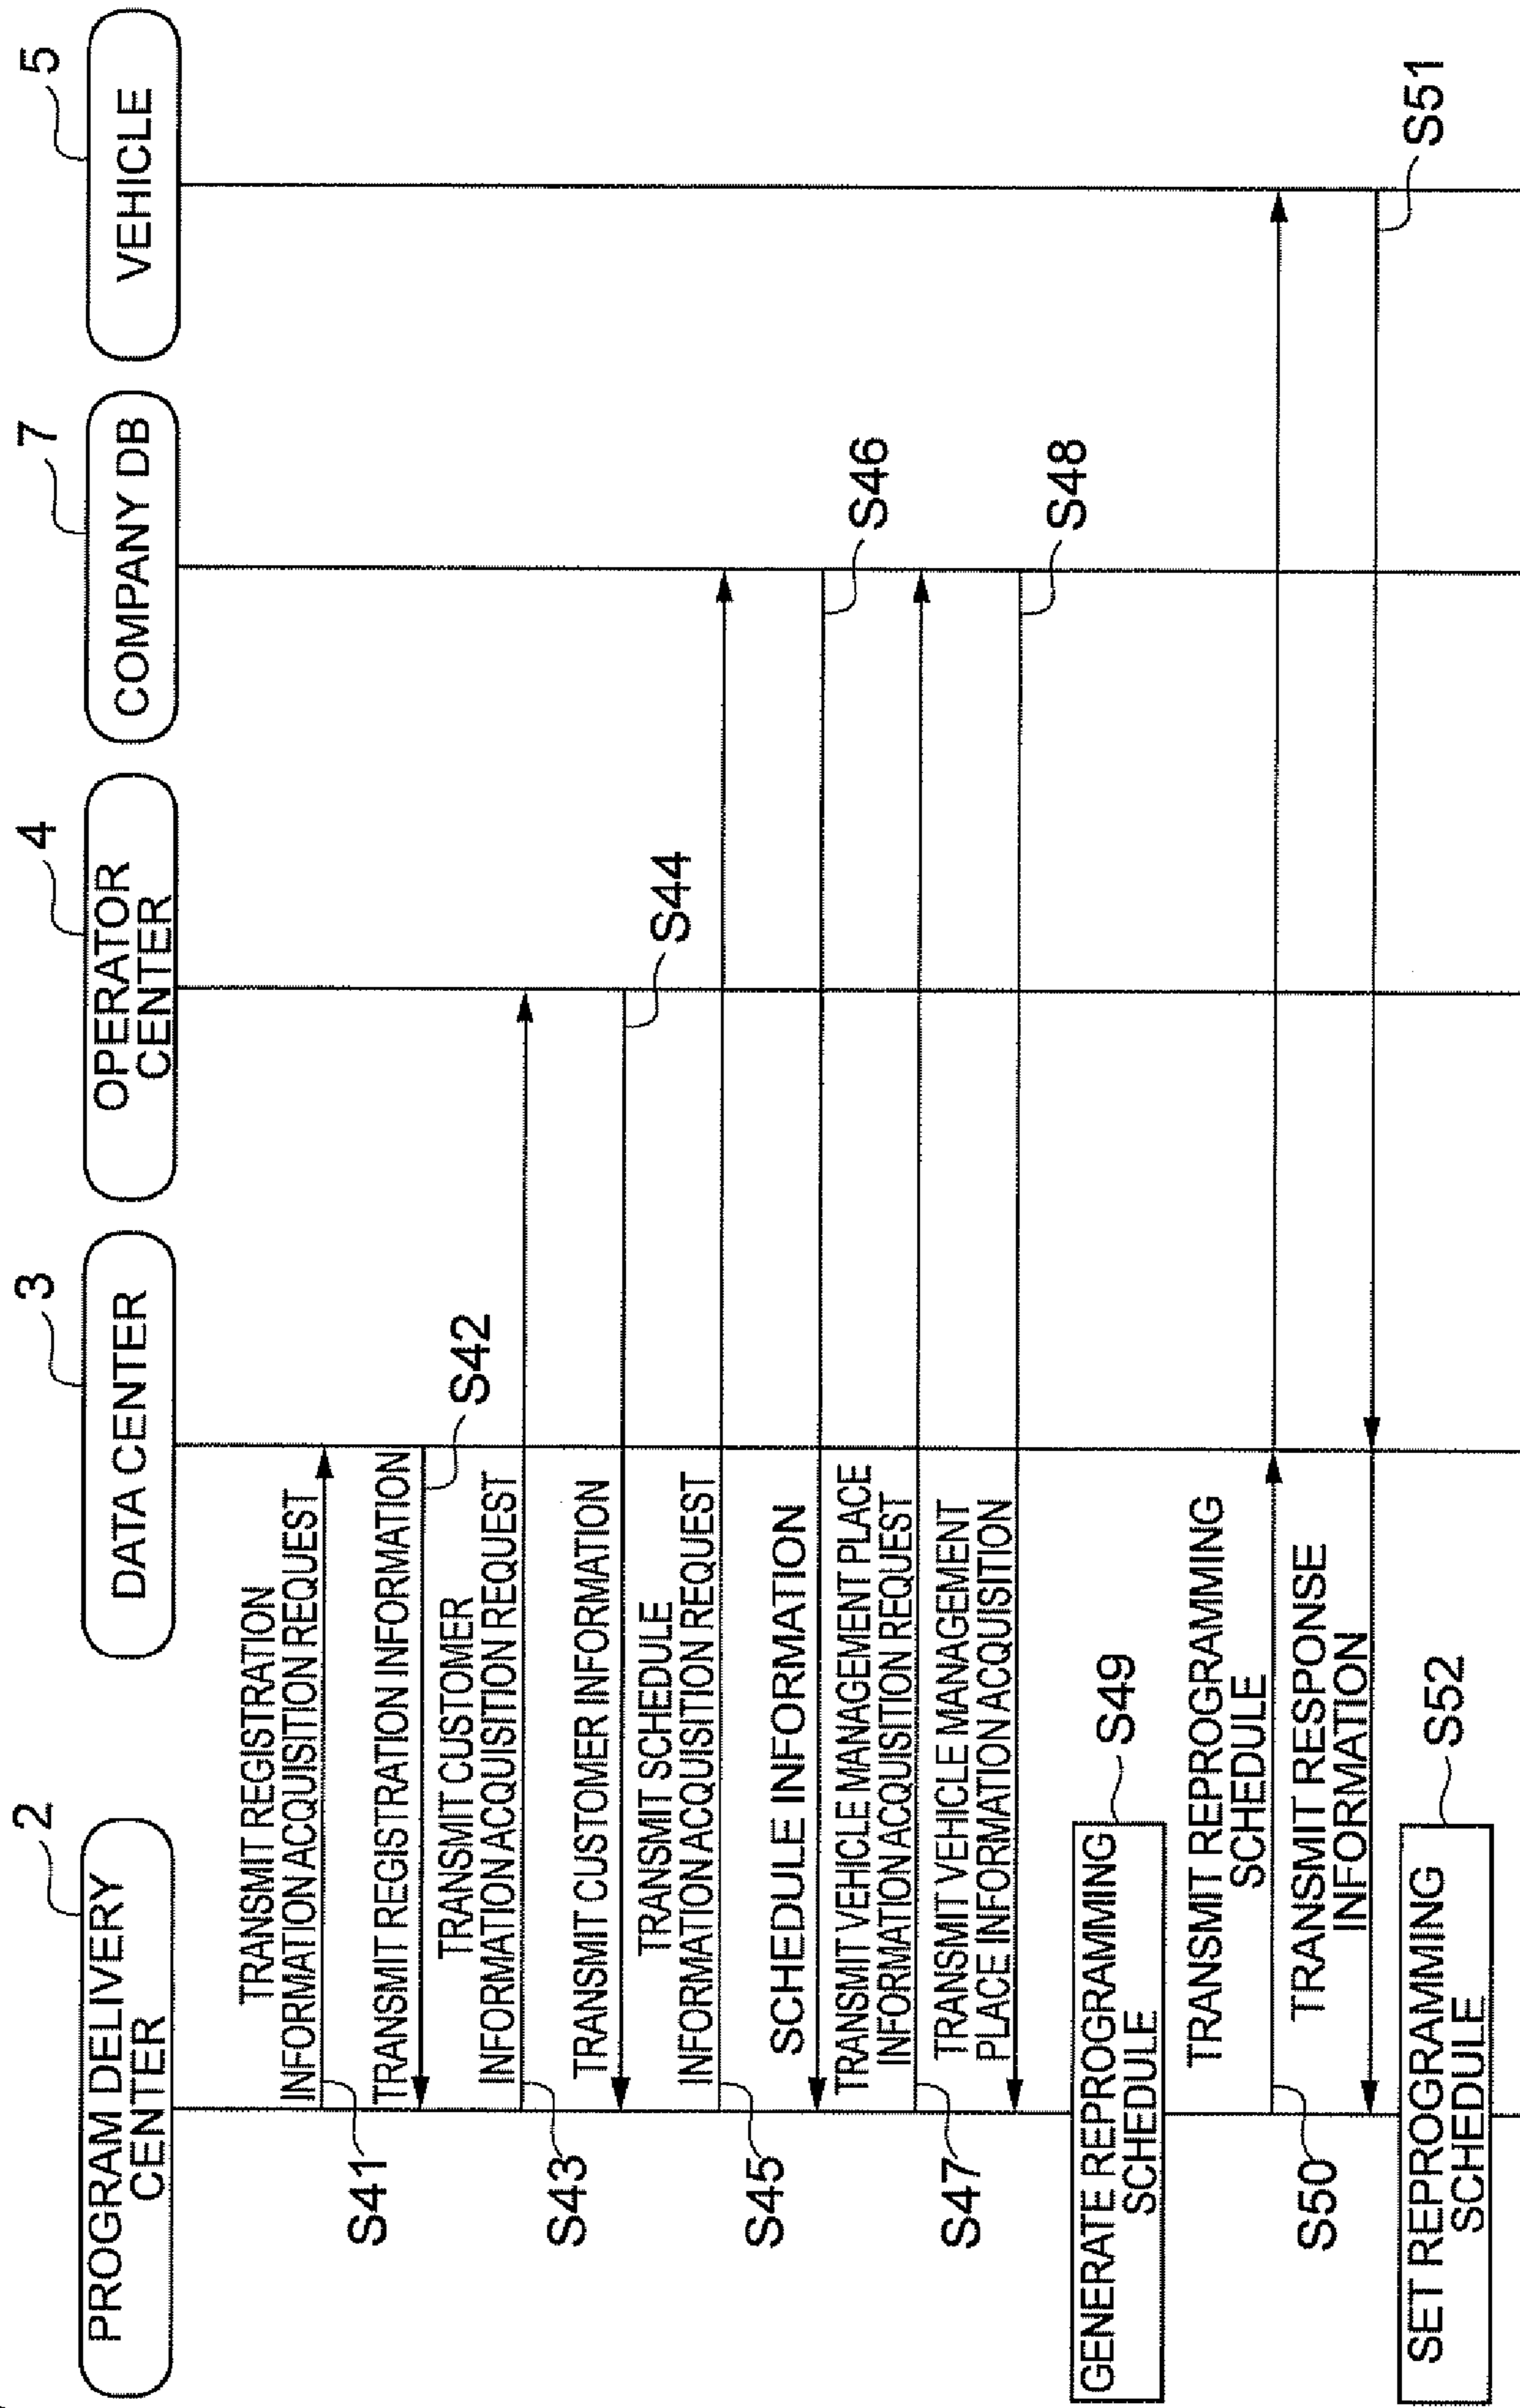 2
PROGRAM DELIVERY
CENTER
3
DATA CENTER
4
OPERATOR
CENTER
7
COMPANY DB
5
VEHICLE
TRANSMIT REGISTRATION
INFORMATION ACQUISITION REQUEST
S41
TRANSMIT REGISTRATION INFORMATION
S42
TRANSMIT CUSTOMER
INFORMATION ACQUISITION REQUEST
S43
TRANSMIT CUSTOMER INFORMATION
S44
TRANSMIT SCHEDULE
INFORMATION ACQUISITION REQUEST
S45
SCHEDULE INFORMATION
S46
TRANSMIT VEHICLE MANAGEMENT PLACE
INFORMATION ACQUISITION REQUEST
S47
TRANSMIT VEHICLE MANAGEMENT
PLACE INFORMATION ACQUISITION
S48
GENERATE REPROGRAMMING
SCHEDULE
S49
TRANSMIT REPROGRAMMING
SCHEDULE
S50
TRANSMIT RESPONSE
INFORMATION
S51
SET REPROGRAMMING
SCHEDULE
S52